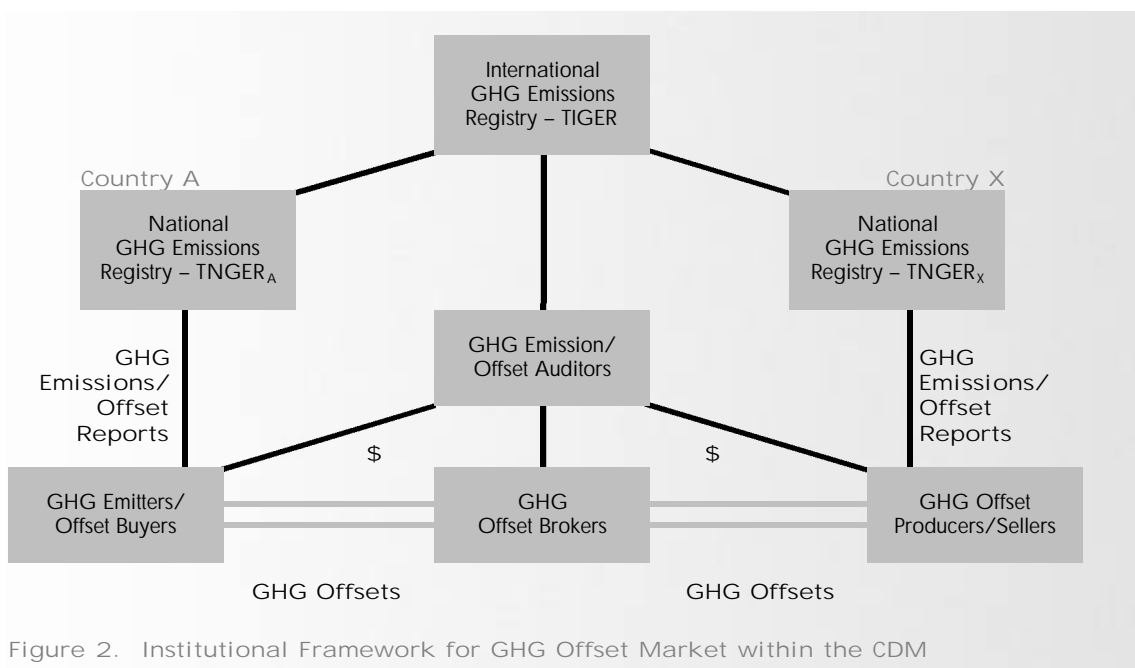 International
GHG Emissions
Registry – TIGER
Country A
Country X
National
GHG Emissions
Registry – TNGERA
National
GHG Emissions
Registry – TNGERX
GHG Emission/
Offset Auditors
GHG
Emissions/
Offset
Reports
GHG
Emissions/
Offset
Reports
$
$
GHG Emitters/
Offset Buyers
GHG
Offset Brokers
GHG Offset
Producers/Sellers
GHG Offsets
GHG Offsets
Figure 2. Institutional Framework for GHG Offset Market within the CDM